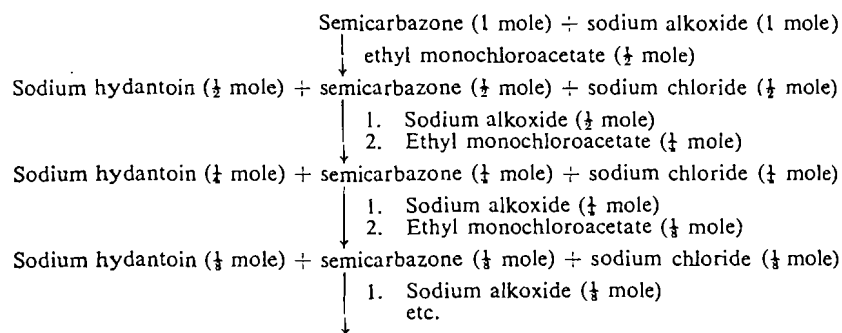 Semicarbazone (1 mole) + sodium alkoxide (1 mole)
ethyl monochloroacetate (½ mole)
Sodium hydantoin (½ mole) + semicarbazone (½ mole) + sodium chloride (½ mole)
1. Sodium alkoxide (½ mole)
2. Ethyl monochloroacetate (¼ mole)
Sodium hydantoin (¼ mole) + semicarbazone (¼ mole) + sodium chloride (¼ mole)
1. Sodium alkoxide (¼ mole)
2. Ethyl monochloroacetate (⅛ mole)
Sodium hydantoin (⅛ mole) + semicarbazone (⅛ mole) + sodium chloride (⅛ mole)
1. Sodium alkoxide (⅛ mole)
etc.